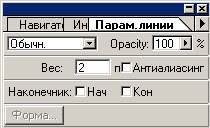 Навигат Ин Парам. линии
Обычн. Opacity: 100 %
Вес: 2 п Антиалиасинг
Наконечник: Нач Кон
Форма...